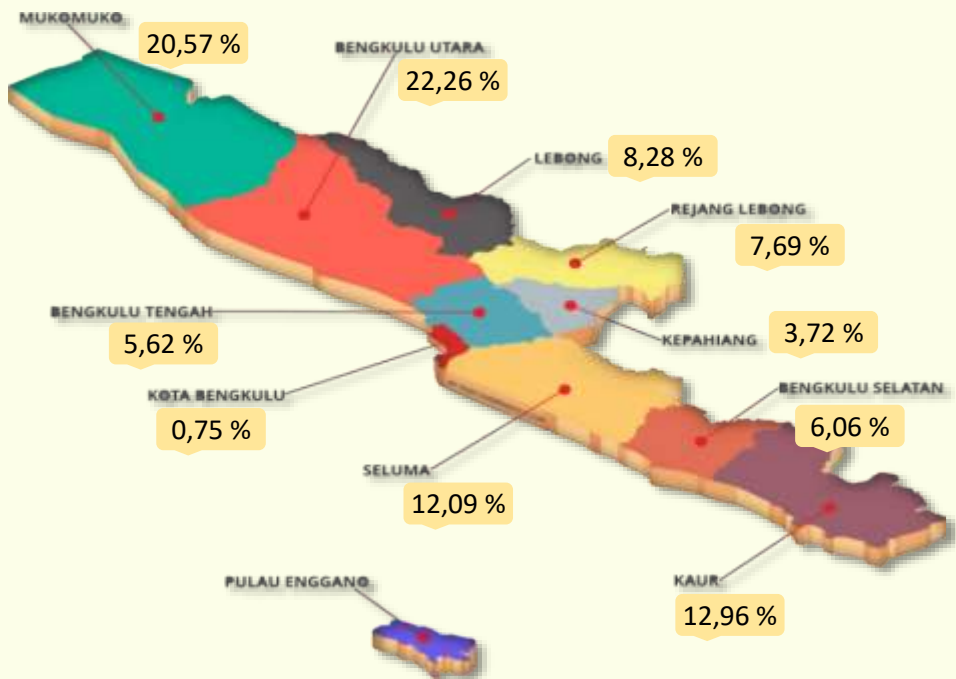 MUKOMUKO
20,57 %
BENGKULU UTARA
22,26 %
LEBONG
8,28 %
REJANG LEBONG
7,69 %
BENGKULU TENGAH
5,62 %
KEPAHIANG
3,72 %
KOTA BENGKULU
0,75 %
BENGKULU SELATAN
6,06 %
SELUMA
12,09 %
PULAU ENGGANO
KAUR
12,96 %